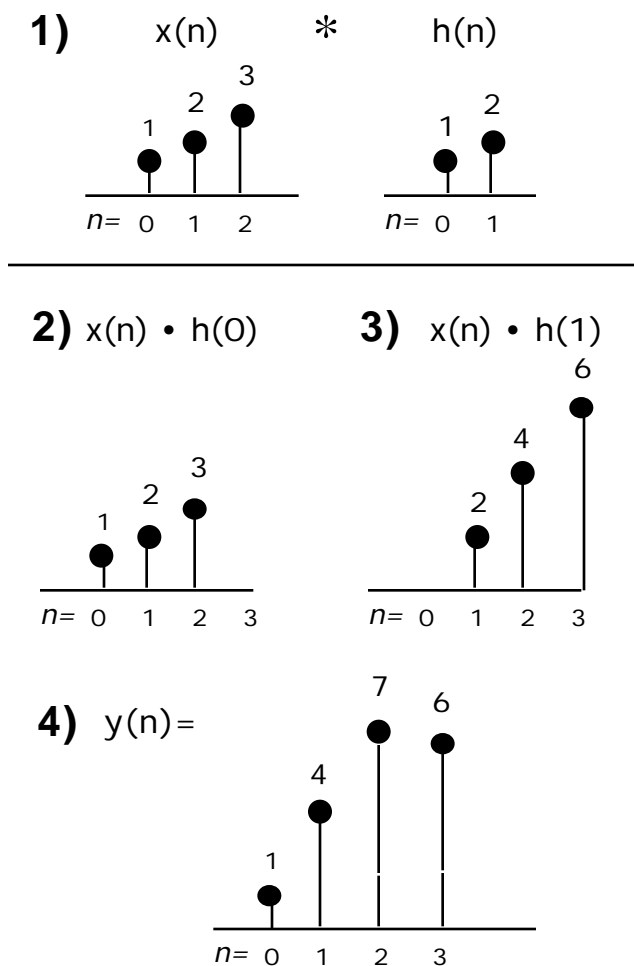 1) x(n) * h(n)
3
2 2
1 1
n= 0 1 2 n= 0 1
2) x(n) • h(0) 3) x(n) • h(1)
6
4
3
2 2
1
n= 0 1 2 3 n= 0 1 2 3
7 6
4) y(n)=
4
1
n= 0 1 2 3